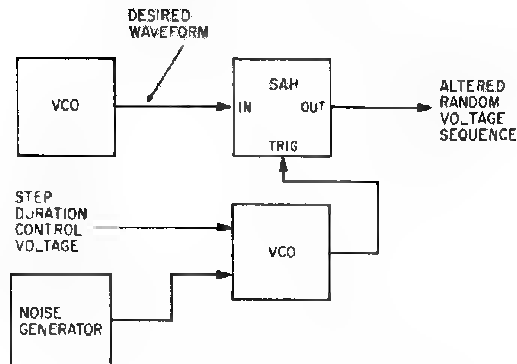 DESIRED
WAVEFORM
VCO
SAH
IN OUT
TRIG
ALTERED
RANDOM
VOLTAGE
SEQUENCE
STEP
DURATION
CONTROL
VOLTAGE
VCO
NOISE
GENERATOR